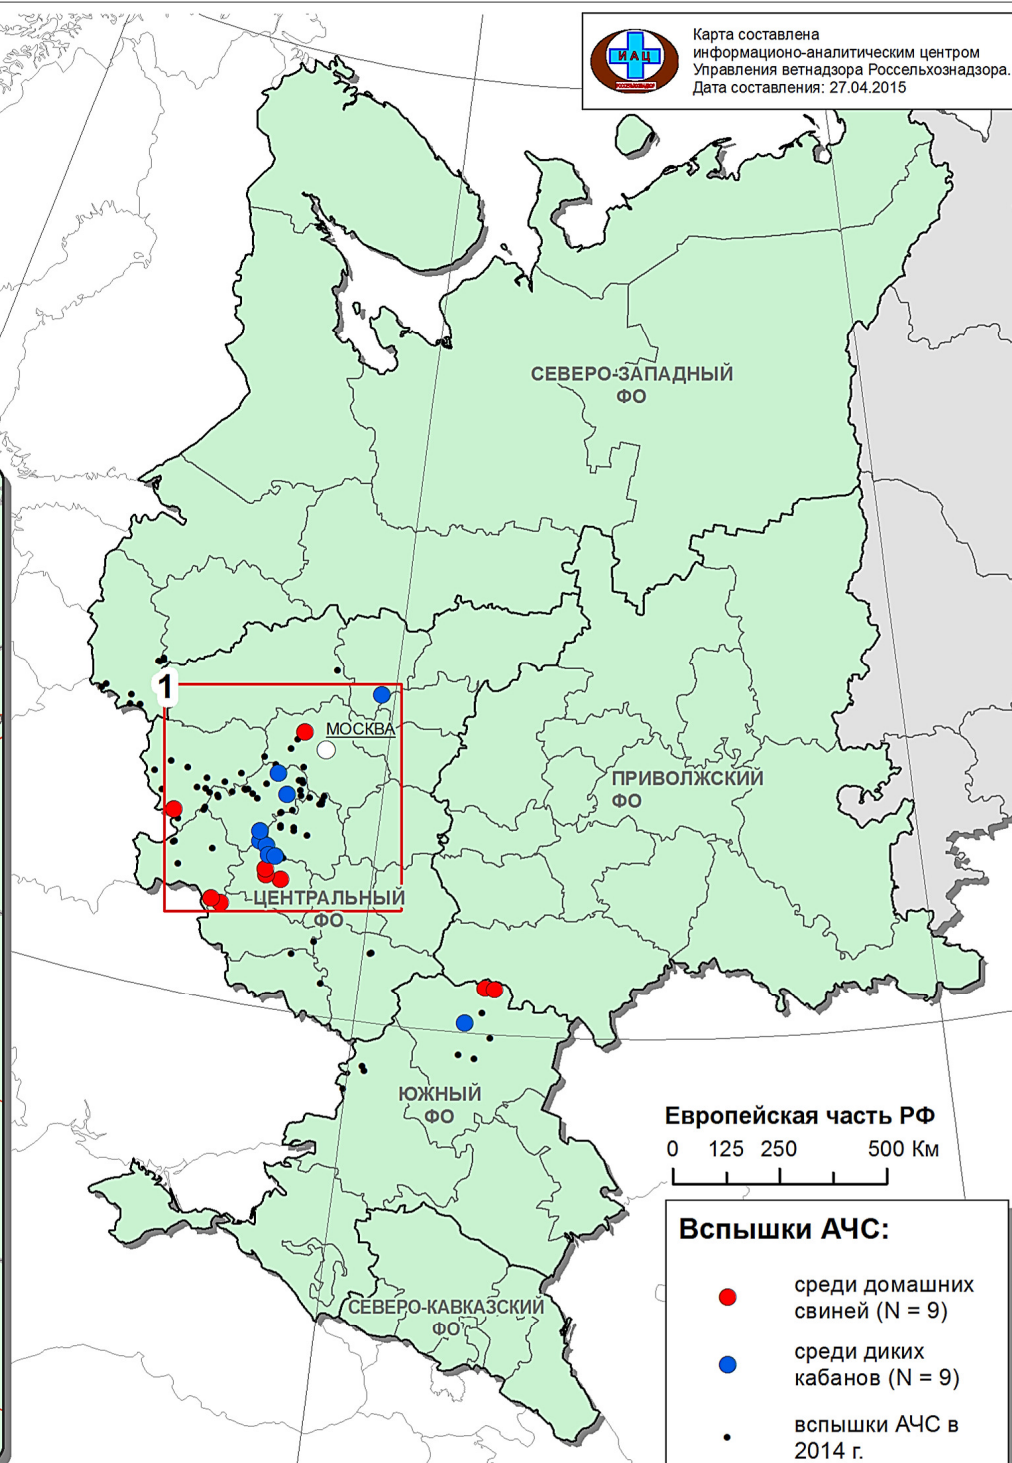 Карта составлена
информационо-аналитическим центром
Управления ветнадзора Россельхознадзора.
Дата составления: 27.04.2015
ИАЦ
РОССЕЛЬХОЗНАДЗОР
СЕВЕРО-ЗАПАДНЫЙ
ФО
1
МОСКВА
ПРИВОЛЖСКИЙ
ФО
ЦЕНТРАЛЬНЫЙ
ФО
ЮЖНЫЙ
ФО
СЕВЕРО-КАВКАЗСКИЙ
ФО
Европейская часть РФ
0 125 250 500 Км
Вспышки АЧС:
среди домашних
свиней (N = 9)
среди диких
кабанов (N = 9)
вспышки АЧС в
2014 г.